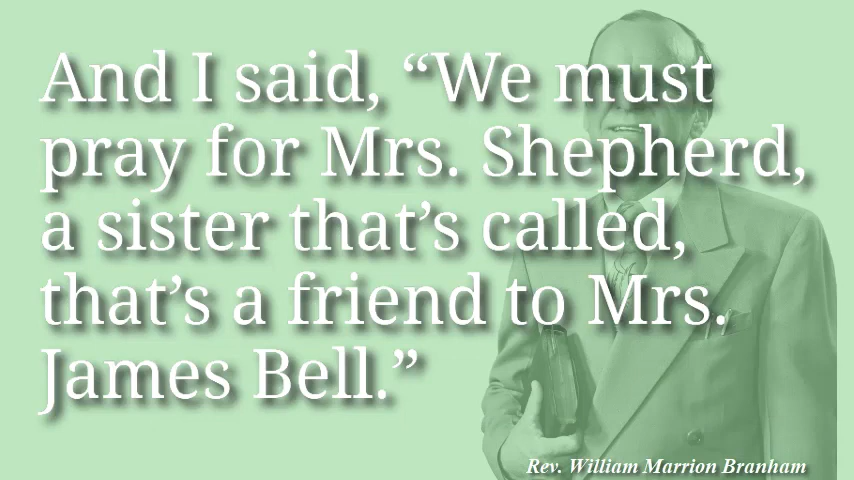 And I said, “We must
pray for Mrs. Shepherd,
a sister that’s called,
that’s a friend to Mrs.
James Bell.”
Rev. William Marrion Branham